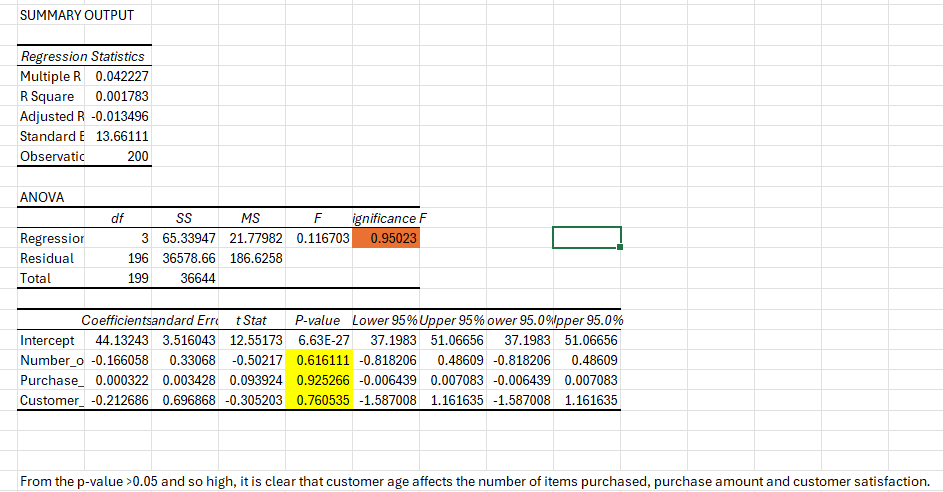 SUMMARY OUTPUT
Regression Statistics
Multiple R 0.042227
R Square 0.001783
Adjusted R -0.013496
Standard E 13.66111
Observatic 200
ANOVA
df SS MS F ignificance F
Regression 3 65.33947 21.77982 0.116703 0.95023
Residual 196 36578.66 186.6258
Total 199 36644
Coefficients andard Erro t Stat P-value Lower 95% Upper 95% ower 95.0% Ipper 95.0%
Intercept 44.13243 3.516043 12.55173 6.63E-27 37.1983 51.06656 37.1983 51.06656
Number_o -0.166058 0.33068 -0.50217 0.616111 -0.818206 0.48609 -0.818206 0.48609
Purchase_ 0.000322 0.003428 0.093924 0.925266 -0.006439 0.007083 -0.006439 0.007083
Customer_ -0.212686 0.696868 -0.305203 0.760535 -1.587008 1.161635 -1.587008 1.161635
From the p-value >0.05 and so high, it is clear that customer age affects the number of items purchased, purchase amount and customer satisfaction.